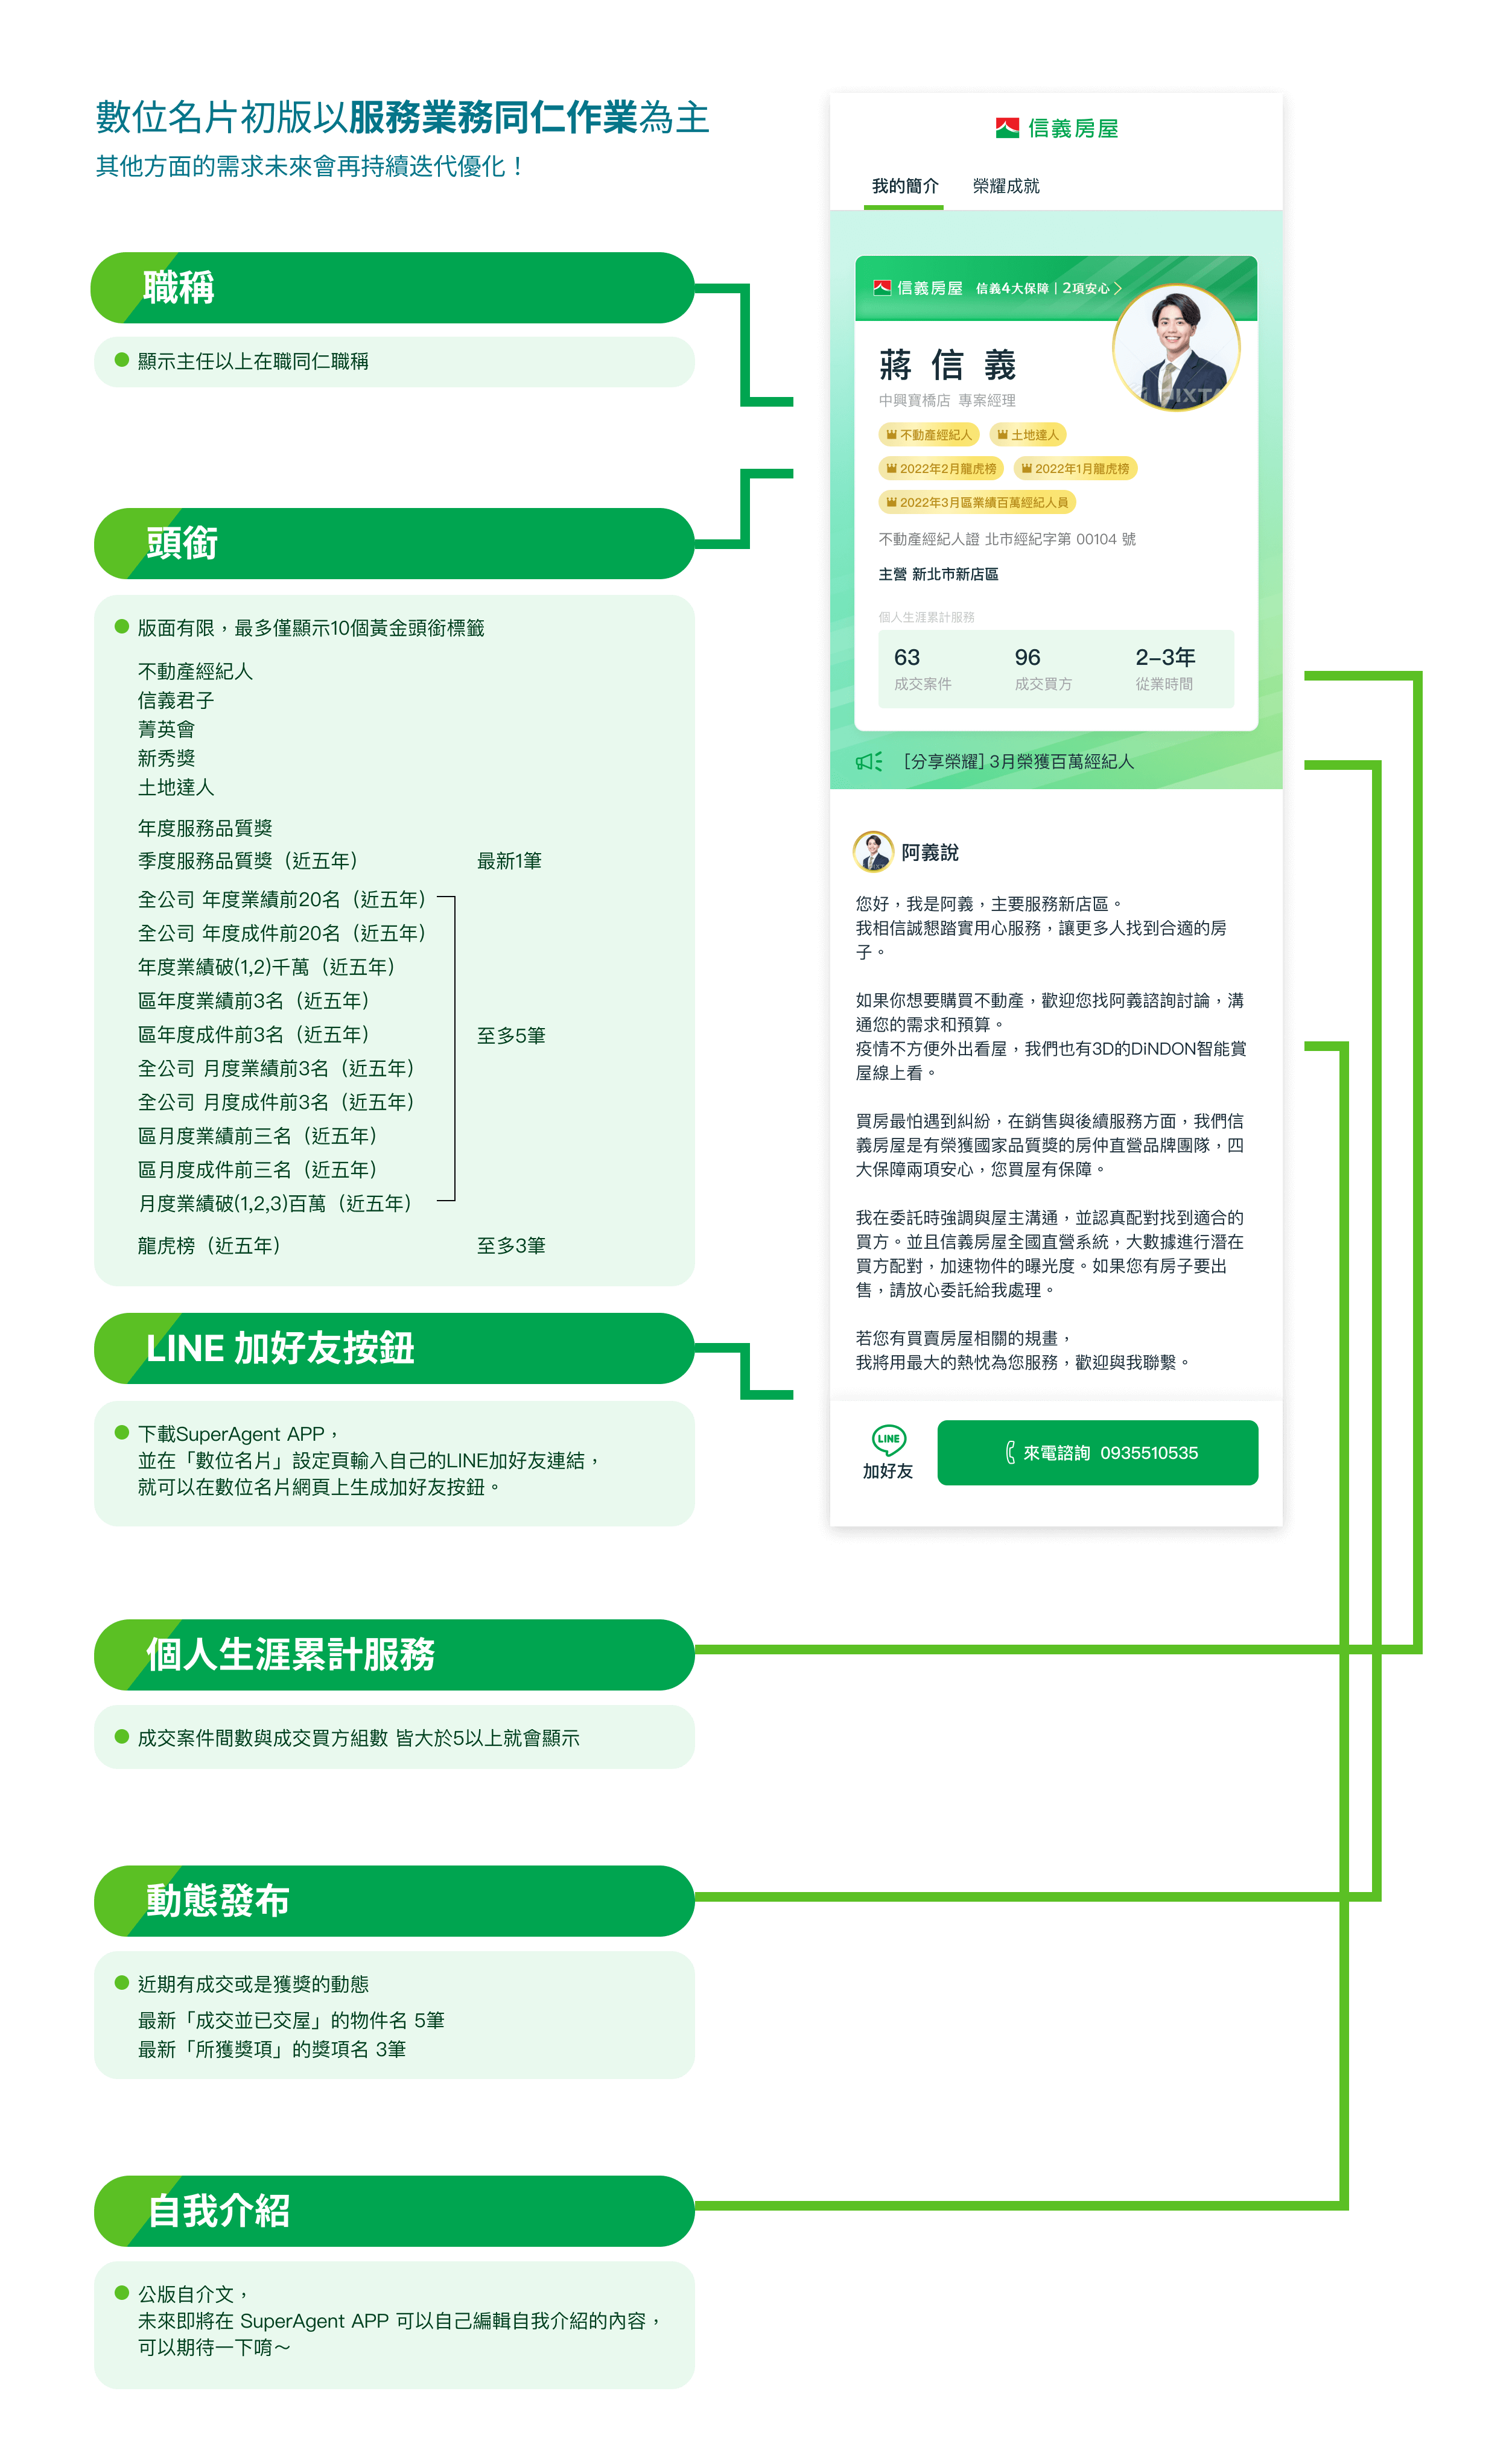 數位名片初版以服務業務同仁作業為主
其他方面的需求未來會再持續迭代優化！
職稱
顯示主任以上在職同仁職稱
頭銜
版面有限，最多僅顯示10個黃金頭銜標籤
不動產經紀人
信義君子
菁英會
新秀獎
土地達人
年度服務品質獎
季度服務品質獎（近五年） 最新1筆
全公司 年度業績前20名（近五年）
全公司 年度成件前20名（近五年）
年度業績破(1,2)千萬（近五年）
區年度業績前3名（近五年）
區年度成件前3名（近五年） 至多5筆
全公司 月度業績前3名（近五年）
全公司 月度成件前3名（近五年）
區月度業績前三名（近五年）
區月度成件前三名（近五年）
月度業績破(1,2,3)百萬（近五年）
龍虎榜（近五年） 至多3筆
LINE 加好友按鈕
下載SuperAgent APP，
並在「數位名片」設定頁輸入自己的LINE加好友連結，
就可以在數位名片網頁上生成加好友按鈕。
個人生涯累計服務
成交案件間數與成交買方組數 皆大於5以上就會顯示
動態發布
近期有成交或是獲獎的動態
最新「成交並已交屋」的物件名 5筆
最新「所獲獎項」的獎項名 3筆
自我介紹
公版自介文，
未來即將在 SuperAgent APP 可以自己編輯自我介紹的內容，
可以期待一下唷～
信義房屋
我的簡介 榮耀成就
信義房屋 信義4大保障｜2項安心
蔣信義
PIXTA
中興寶橋店 專案經理
不動產經紀人 土地達人
2022年2月龍虎榜 2022年1月龍虎榜
2022年3月區業績百萬經紀人員
不動產經紀人證 北市經紀字第 00104 號
主營 新北市新店區
個人生涯累計服務
63 96 2–3年
成交案件 成交買方 從業時間
［分享榮耀］3月榮獲百萬經紀人
阿義說
您好，我是阿義，主要服務新店區。
我相信誠懇踏實用心服務，讓更多人找到合適的房
子。
如果你想要購買不動產，歡迎您找阿義諮詢討論，溝
通您的需求和預算。
疫情不方便外出看屋，我們也有3D的DiNDON智能賞
屋線上看。
買房最怕遇到糾紛，在銷售與後續服務方面，我們信
義房屋是有榮獲國家品質獎的房仲直營品牌團隊，四
大保障兩項安心，您買屋有保障。
我在委託時強調與屋主溝通，並認真配對找到適合的
買方。並且信義房屋全國直營系統，大數據進行潛在
買方配對，加速物件的曝光度。如果您有房子要出
售，請放心委託給我處理。
若您有買賣房屋相關的規畫，
我將用最大的熱忱為您服務，歡迎與我聯繫。
LINE
加好友
來電諮詢 0935510535